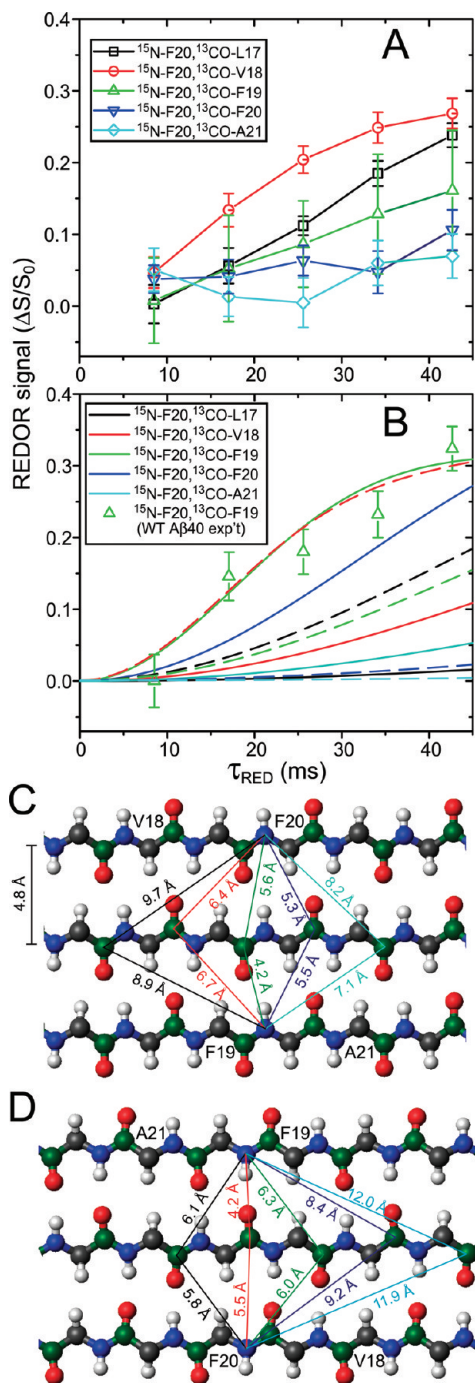 A
¹⁵N-F20,¹³CO-L17
¹⁵N-F20,¹³CO-V18
¹⁵N-F20,¹³CO-F19
¹⁵N-F20,¹³CO-F20
¹⁵N-F20,¹³CO-A21
0.4
0.3
0.2
0.1
0.0
0 10 20 30 40
REDOR signal (ΔS/S₀)
B
¹⁵N-F20,¹³CO-L17
¹⁵N-F20,¹³CO-V18
¹⁵N-F20,¹³CO-F19
¹⁵N-F20,¹³CO-F20
¹⁵N-F20,¹³CO-A21
¹⁵N-F20,¹³CO-F19
(WT Aβ40 exp't)
0.4
0.3
0.2
0.1
0.0
0 10 20 30 40
τRED (ms)
C
V18 F20
4.8 Å
9.7 Å
6.4 Å
5.6 Å
5.3 Å
8.2 Å
8.9 Å
6.7 Å
4.2 Å
5.5 Å
7.1 Å
F19 A21
D
A21 F19
6.1 Å
4.2 Å
6.3 Å
8.4 Å
12.0 Å
5.8 Å
5.5 Å
6.0 Å
9.2 Å
11.9 Å
F20 V18